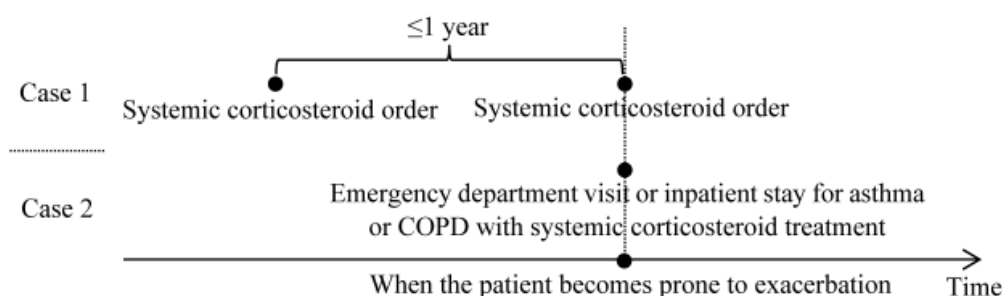 ≤1 year
Case 1
Systemic corticosteroid order
Systemic corticosteroid order
Case 2
Emergency department visit or inpatient stay for asthma
or COPD with systemic corticosteroid treatment
When the patient becomes prone to exacerbation
Time